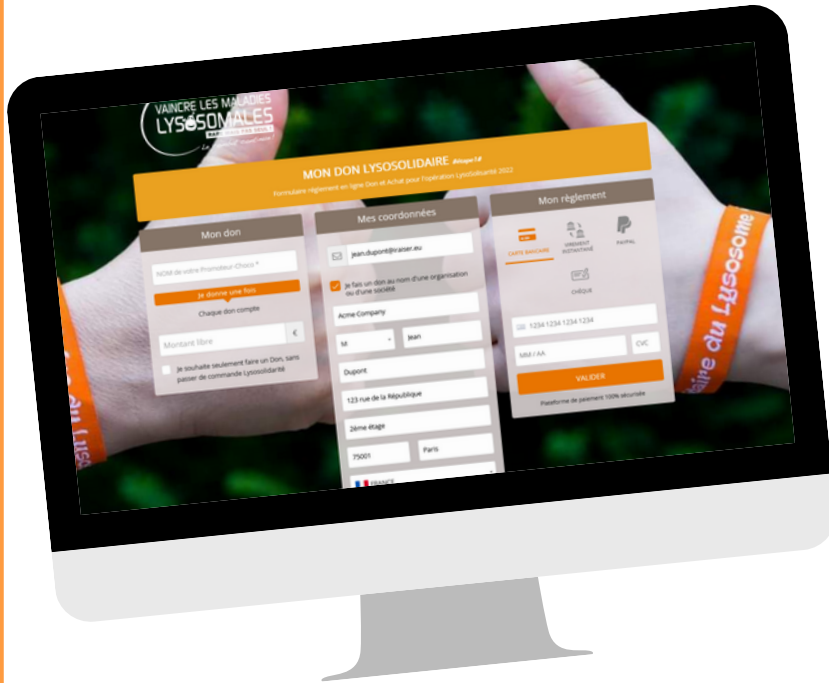 VAINCRE LES MALADIES
LYSOSOMALES
MON DON LYSOSOLIDAIRE #étape1#
Formulaire règlement en ligne Don et Achat pour l'opération LysoSolisanté 2022
Mon don
NOM de votre Promoteur-Choco *
Je donne une fois
Chaque don compte
Montant libre
€
Je souhaite seulement faire un Don, sans
passer de commande Lysosolidarité
Mes coordonnées
jean.dupont@iraiser.eu
Je fais un don au nom d'une organisation
ou d'une société
Acme Company
M
Jean
Dupont
123 rue de la République
2ème étage
75001
Paris
FRANCE
Mon règlement
CARTE BANCAIRE
VIREMENT
INSTANTANÉ
PAYPAL
CHÈQUE
1234 1234 1234 1234
MM / AA
CVC
VALIDER
Plateforme de paiement 100% sécurisée
aire du Lysosome